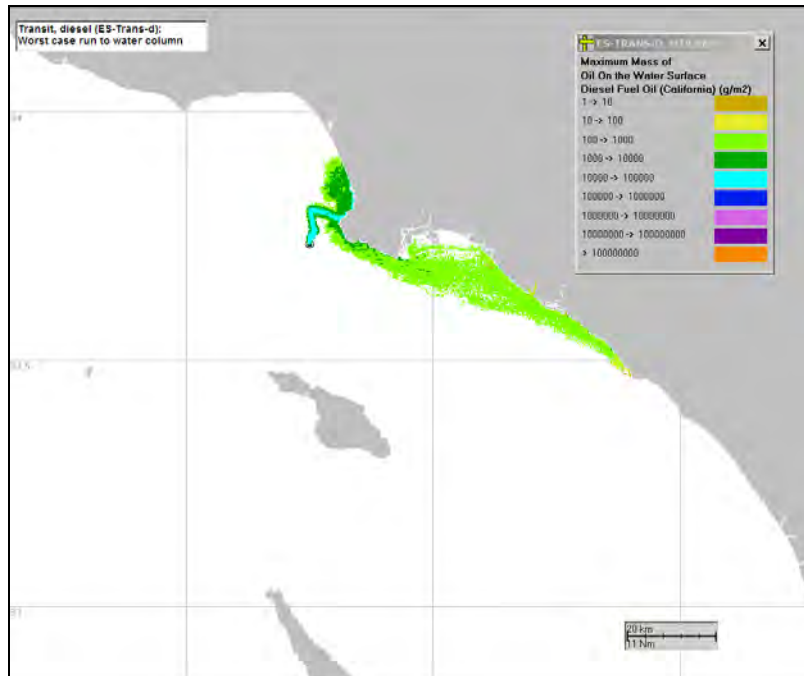 Transit, diesel (ES-Trans-d):
Worst case run to water column
Maximum Mass of
Oil On the Water Surface
Diesel Fuel Oil (California) (g/m2)
1 -> 10
10 -> 100
100 -> 1000
1000 -> 10000
10000 -> 100000
100000 -> 1000000
1000000 -> 10000000
10000000 -> 100000000
> 100000000
20 km
11 Nm